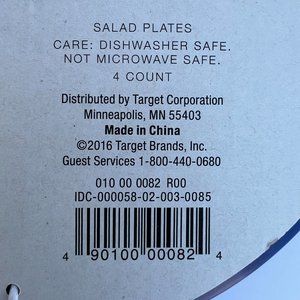 SALAD PLATES
CARE: DISHWASHER SAFE.
NOT MICROWAVE SAFE.
4 COUNT
Distributed by Target Corporation
Minneapolis, MN 55403
Made in China
©2016 Target Brands, Inc.
Guest Services 1-800-440-0680
010 00 0082 R00
IDC-000058-02-003-0085
4 90100 00082 4